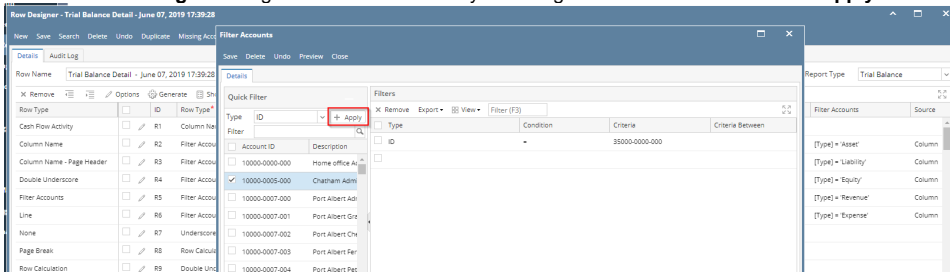 Row Designer - Trial Balance Detail - June 07, 2019 17:39:28
New Save Search Delete Undo Duplicate Missing Acc
Details Audit Log
Row Name Trial Balance Detail - June 07, 2019 17:39:28
Report Type Trial Balance
X Remove Options Generate
Row Type ID Row Type*
Cash Flow Activity R1 Column Na
Column Name R2 Filter Accou
Column Name - Page Header R3 Filter Accou
Double Underscore R4 Filter Accou
Filter Accounts R5 Filter Accou
Line R6 Filter Accou
None R7 Underscore
Page Break R8 Row Calcula
Row Calculation R9 Double Unc
Filter Accounts
Save Delete Undo Preview Close
Details
Quick Filter
Type ID + Apply
Filter
Account ID Description
10000-0000-000 Home office A
10000-0005-000 Chatham Admi
10000-0007-000 Port Albert Adr
10000-0007-001 Port Albert Gra
10000-0007-002 Port Albert Che
10000-0007-003 Port Albert Fer
10000-0007-004 Port Albert Pet
Filters
X Remove Export View Filter (F3)
Type Condition Criteria Criteria Between
ID = 35000-0000-000
Filter Accounts Source
[Type] = 'Asset' Column
[Type] = 'Liability' Column
[Type] = 'Equity' Column
[Type] = 'Revenue' Column
[Type] = 'Expense' Column